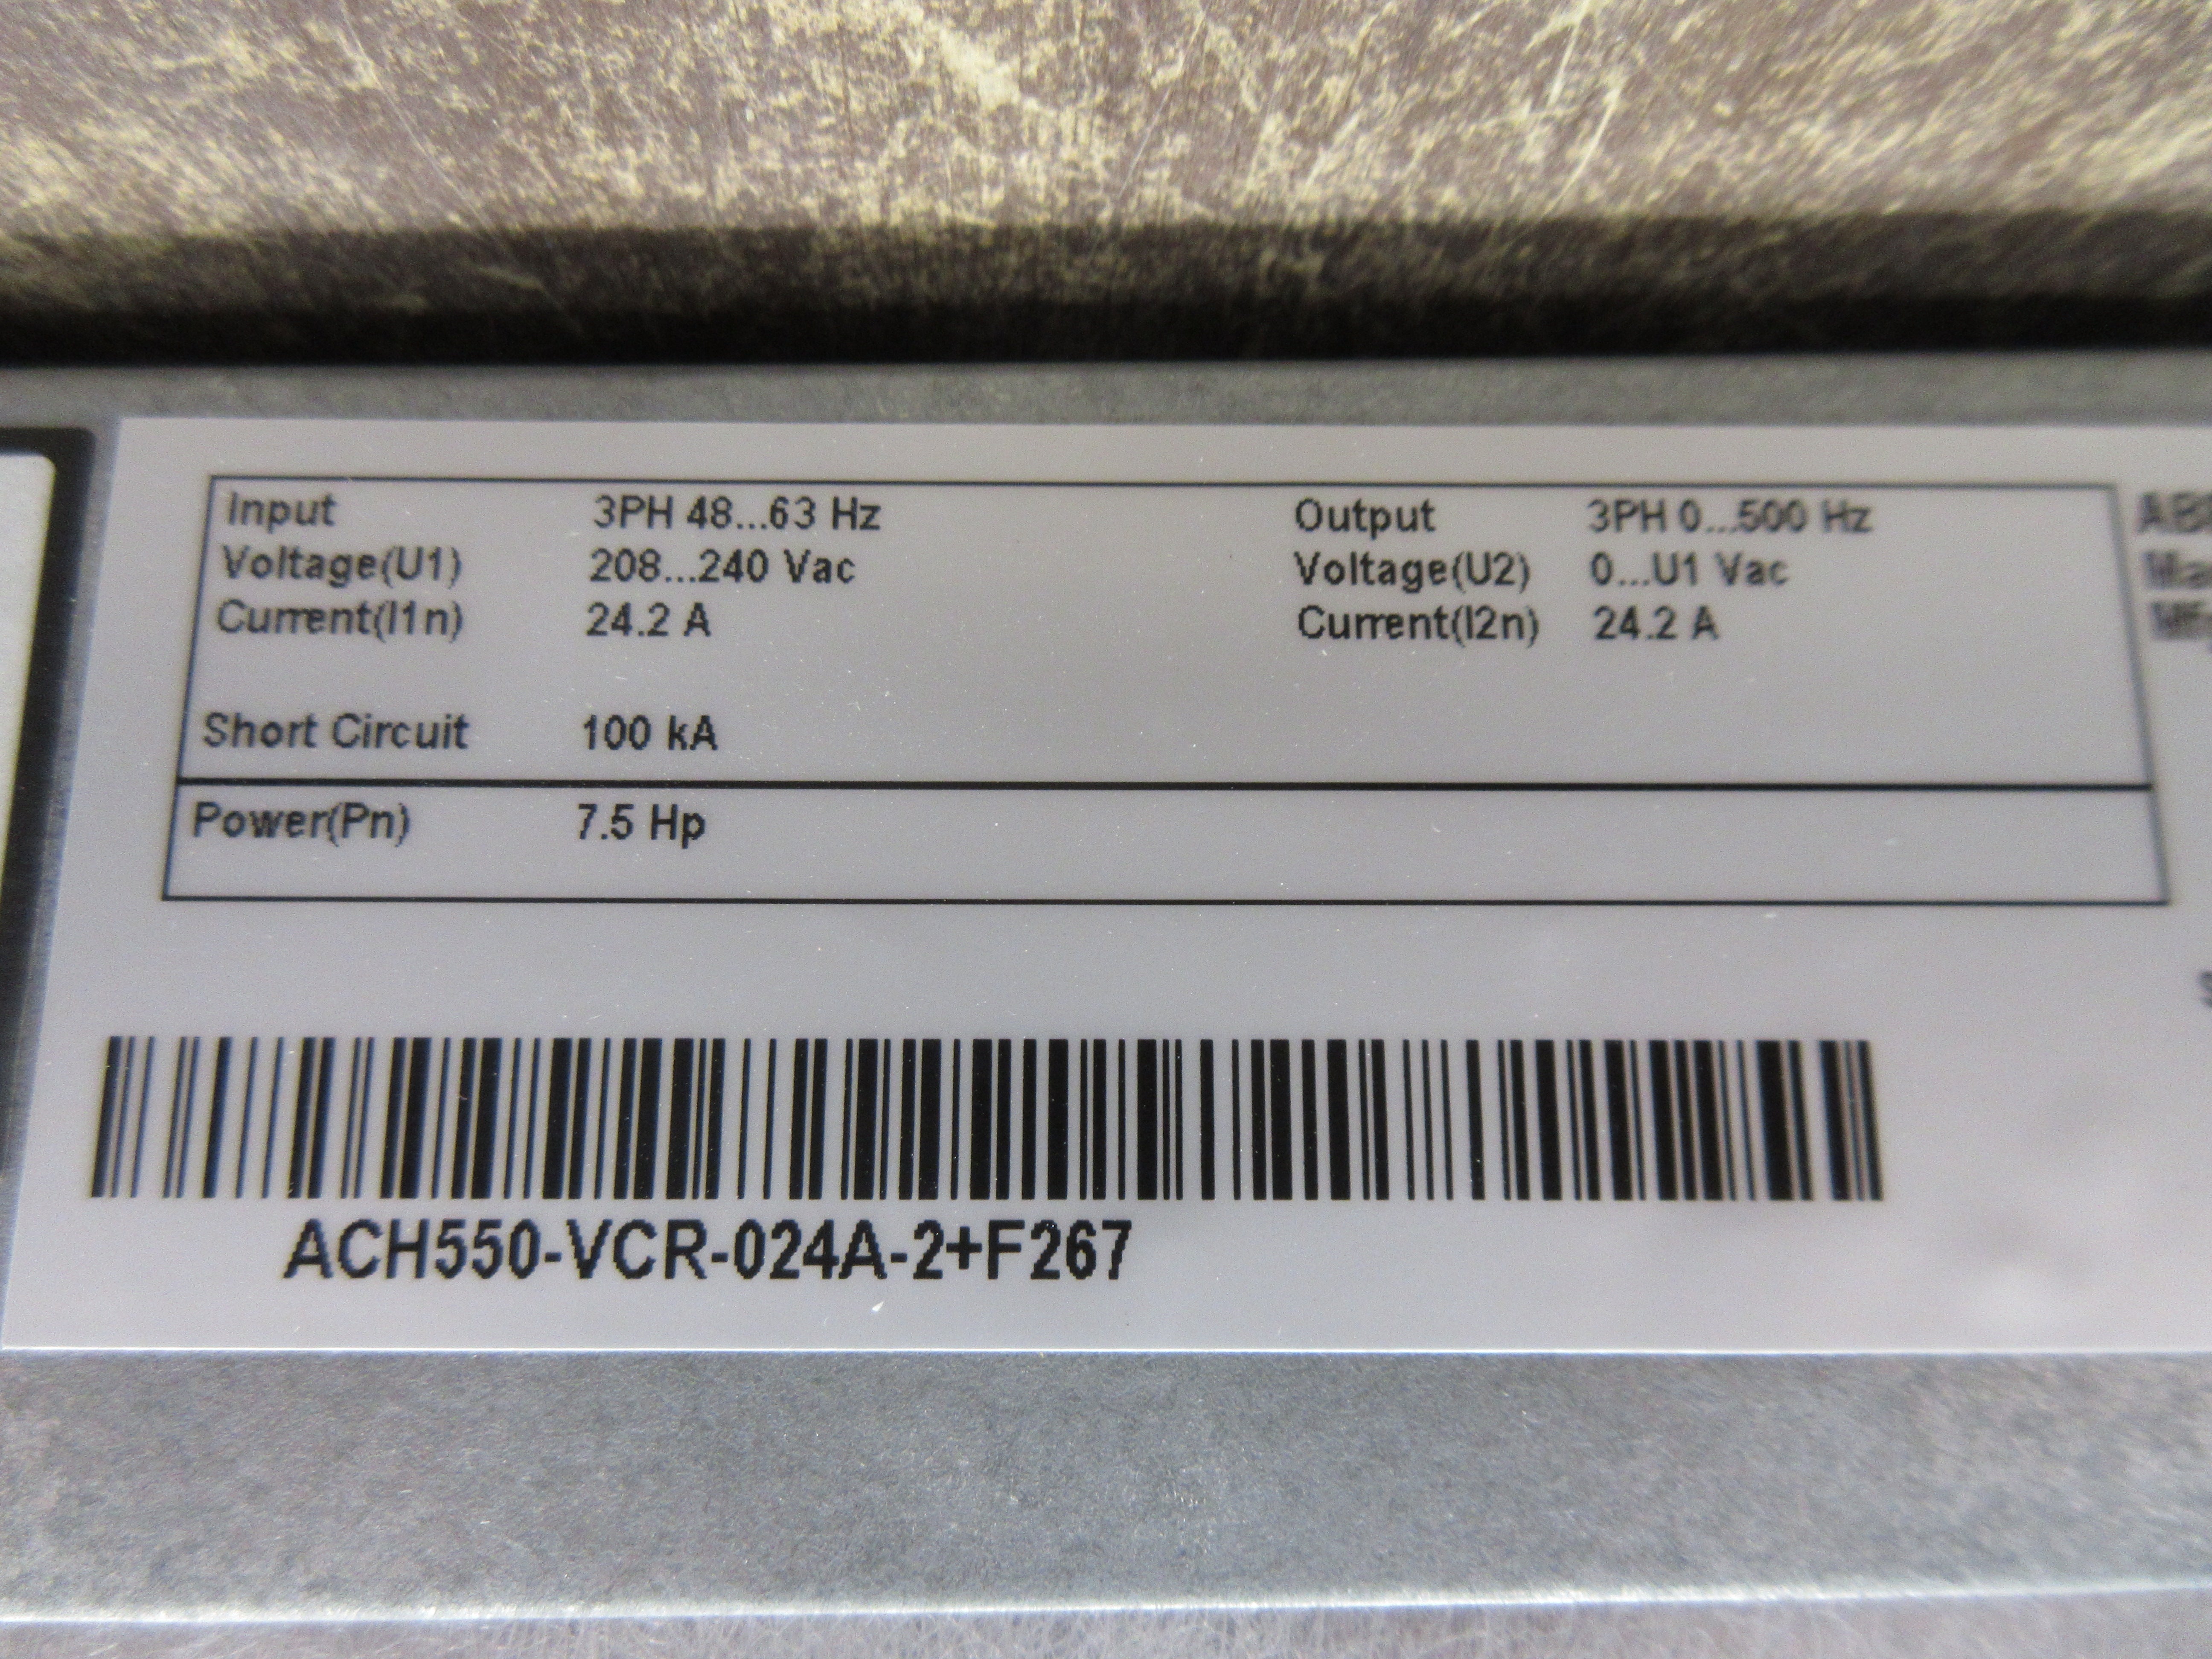 Input 3PH 48...63 Hz Output 3PH 0...500 Hz
Voltage(U1) 208...240 Vac Voltage(U2) 0...U1 Vac
Current(I1n) 24.2 A Current(I2n) 24.2 A
Short Circuit 100 kA
Power(Pn) 7.5 Hp
ACH550-VCR-024A-2+F267